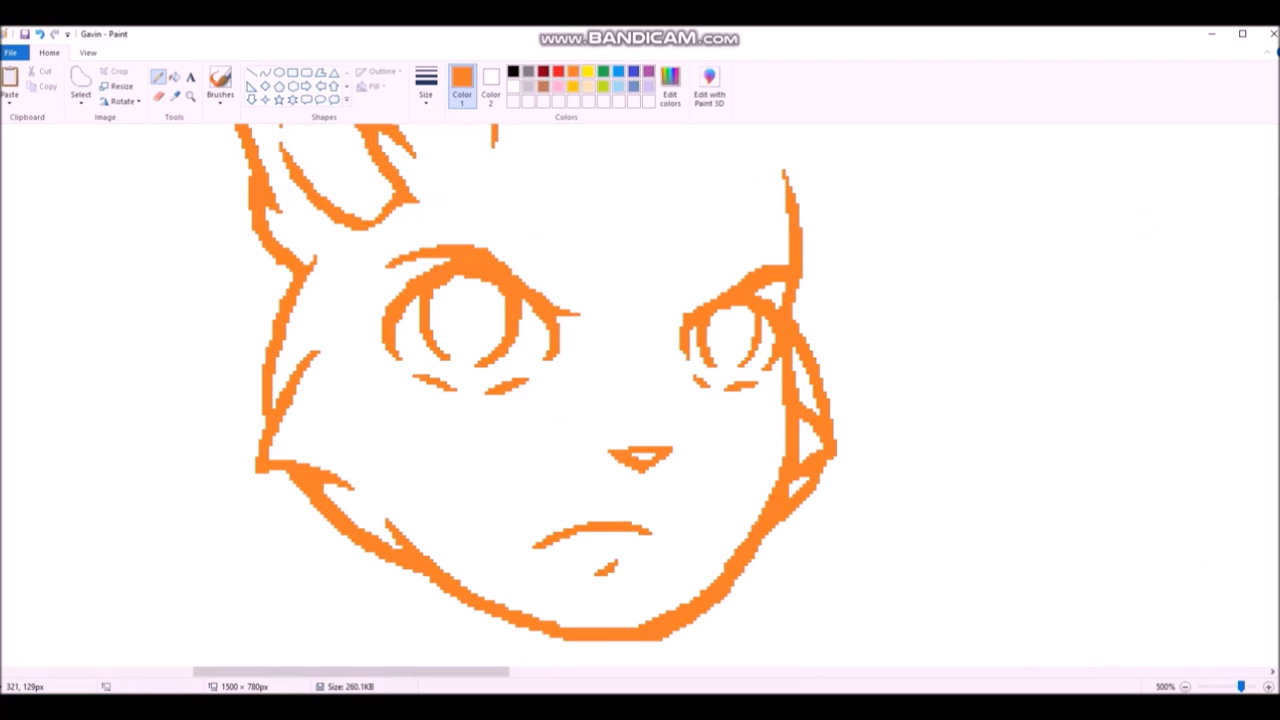 Gavin - Paint
www.BANDICAM.com
File Home View
Paste
Cut
Copy
Clipboard
Select
Crop
Resize
Rotate
Image
Tools
Brushes
Outline
Fill
Shapes
Size
Color 1
Color 2
Edit colors
Colors
Edit with Paint 3D
321, 129px
1500 × 780px
Size: 260.1KB
500%